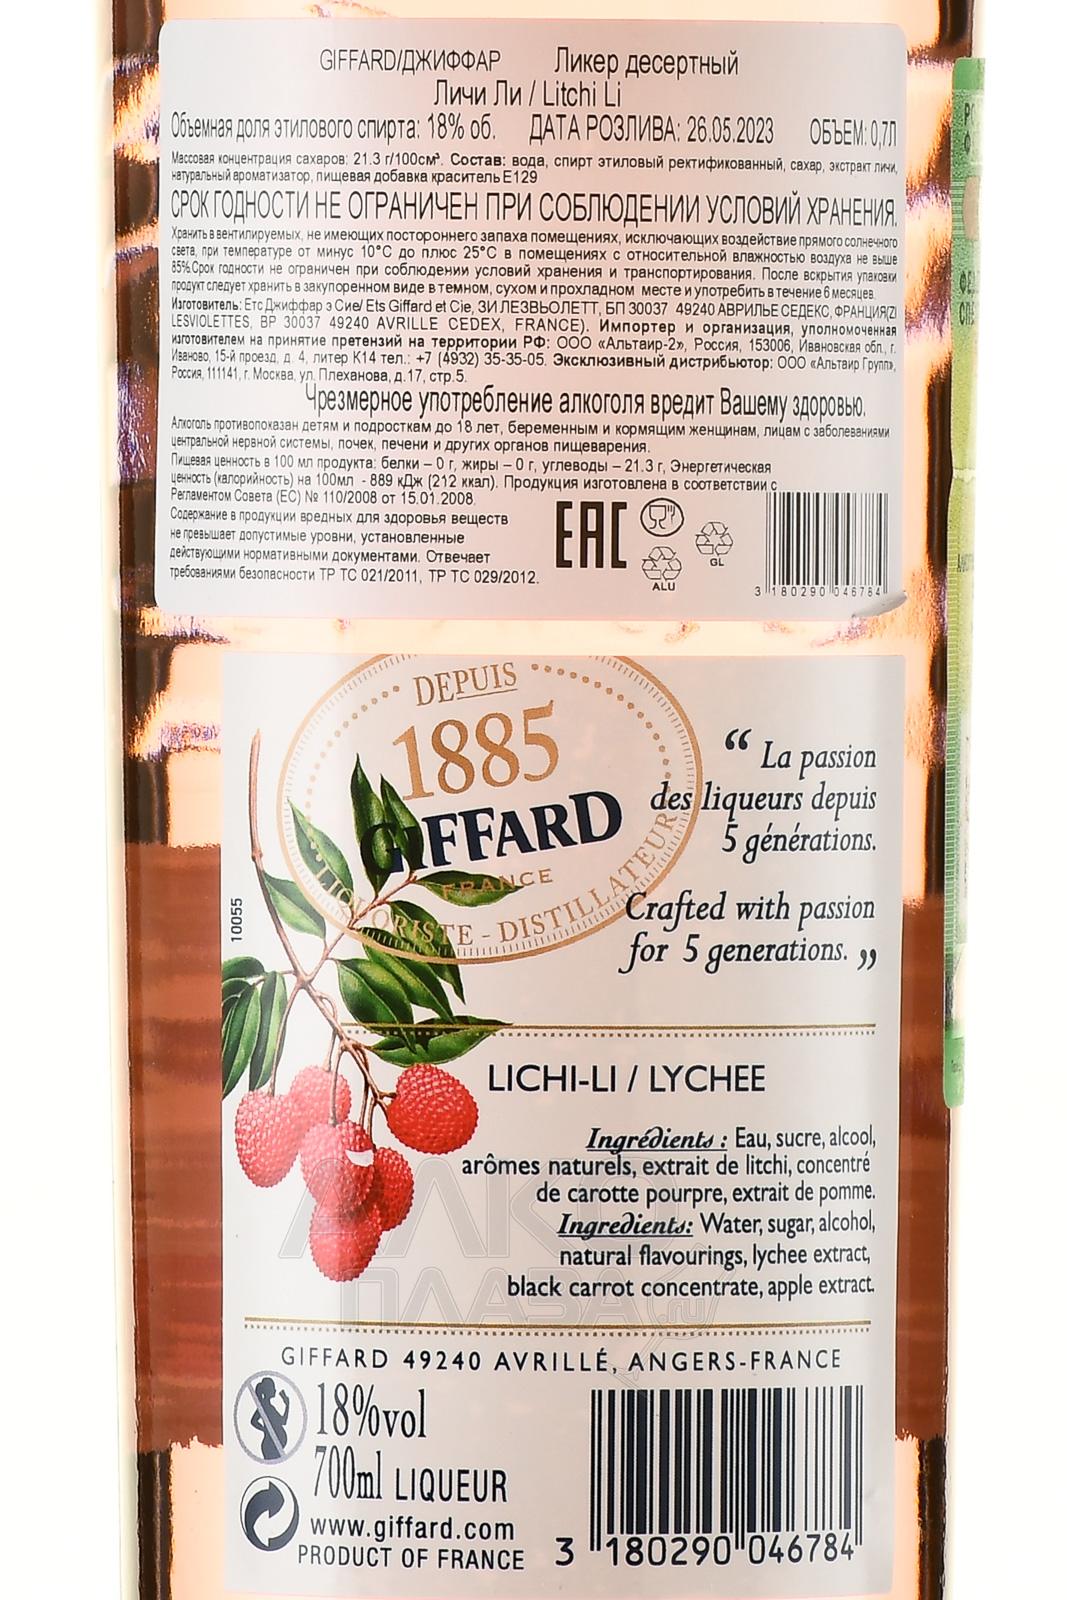 GIFFARD/ДЖИФФАР Ликер десертный
Личи Ли / Litchi Li
Объемная доля этилового спирта: 18% об. ДАТА РОЗЛИВА: 26.05.2023 ОБЪЕМ: 0,7Л
Массовая концентрация сахаров: 21.3 г/100см³. Состав: вода, спирт этиловый ректификованный, сахар, экстракт личи,
натуральный ароматизатор, пищевая добавка краситель Е129
СРОК ГОДНОСТИ НЕ ОГРАНИЧЕН ПРИ СОБЛЮДЕНИИ УСЛОВИЙ ХРАНЕНИЯ.
Хранить в вентилируемых, не имеющих постороннего запаха помещениях, исключающих воздействие прямого солнечного
света, при температуре от минус 10°С до плюс 25°С в помещениях с относительной влажностью воздуха не выше
85%.Срок годности не ограничен при соблюдении условий хранения и транспортирования. После вскрытия упаковки
продукт следует хранить в закупоренном виде в темном, сухом и прохладном месте и употребить в течение 6 месяцев.
Изготовитель: Етс Джиффар э Сие/ Ets Giffard et Cie, ЗИ ЛЕЗВЬОЛЕТТ, БП 30037 49240 АВРИЛЬЕ СЕДЕКС, ФРАНЦИЯ(ZI
LESVIOLETTES, BP 30037 49240 AVRILLE CEDEX, FRANCE). Импортер и организация, уполномоченная
изготовителем на принятие претензий на территории РФ: ООО «Альтаир-2», Россия, 153006, Ивановская обл., г.
Иваново, 15-й проезд, д. 4, литер К14 тел.: +7 (4932) 35-35-05. Эксклюзивный дистрибьютор: ООО «Альтаир Групп»,
Россия, 111141, г. Москва, ул. Плеханова, д.17, стр.5.
Чрезмерное употребление алкоголя вредит Вашему здоровью.
Алкоголь противопоказан детям и подросткам до 18 лет, беременным и кормящим женщинам, лицам с заболеваниями
центральной нервной системы, почек, печени и других органов пищеварения.
Пищевая ценность в 100 мл продукта: белки – 0 г, жиры – 0 г, углеводы – 21.3 г, Энергетическая
ценность (калорийность) на 100мл - 889 кДж (212 ккал). Продукция изготовлена в соответствии с
Регламентом Совета (ЕС) № 110/2008 от 15.01.2008.
Содержание в продукции вредных для здоровья веществ
не превышает допустимые уровни, установленные
действующими нормативными документами. Отвечает
требованиями безопасности ТР ТС 021/2011, ТР ТС 029/2012.
EAC
ALU
GL
3 180290 046784
DEPUIS
1885
GIFFARD
FRANCE
LIQUORISTE - DISTILLATEUR
“ La passion
des liqueurs depuis
5 générations.
Crafted with passion
for 5 generations. ”
10055
LICHI-LI / LYCHEE
Ingrédients : Eau, sucre, alcool,
arômes naturels, extrait de litchi, concentré
de carotte pourpre, extrait de pomme.
Ingredients: Water, sugar, alcohol,
natural flavourings, lychee extract,
black carrot concentrate, apple extract.
АЛКО
ПЛАЗА.ru
GIFFARD 49240 AVRILLÉ, ANGERS-FRANCE
18%vol
700ml LIQUEUR
www.giffard.com
PRODUCT OF FRANCE
3 180290 046784